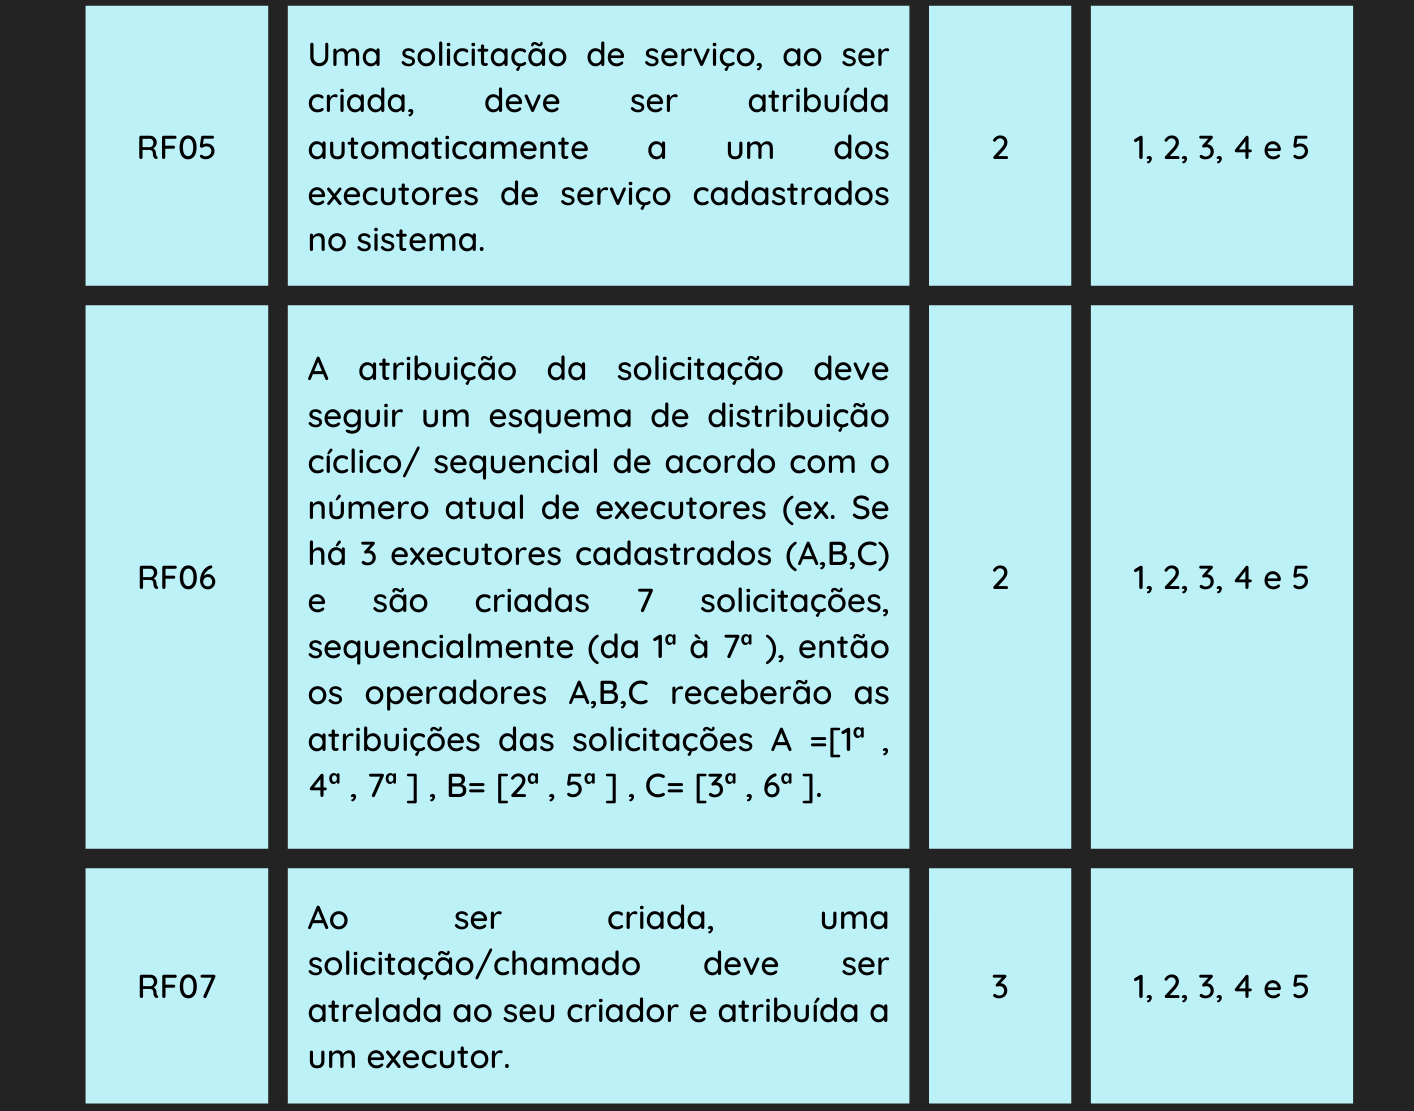 RF05
Uma solicitação de serviço, ao ser
criada, deve ser atribuída
automaticamente a um dos
executores de serviço cadastrados
no sistema.
2
1, 2, 3, 4 e 5
RF06
A atribuição da solicitação deve
seguir um esquema de distribuição
cíclico/ sequencial de acordo com o
número atual de executores (ex. Se
há 3 executores cadastrados (A,B,C)
e são criadas 7 solicitações,
sequencialmente (da 1ª à 7ª ), então
os operadores A,B,C receberão as
atribuições das solicitações A =[1ª ,
4ª , 7ª ] , B= [2ª , 5ª ] , C= [3ª , 6ª ].
2
1, 2, 3, 4 e 5
RF07
Ao ser criada, uma
solicitação/chamado deve ser
atrelada ao seu criador e atribuída a
um executor.
3
1, 2, 3, 4 e 5